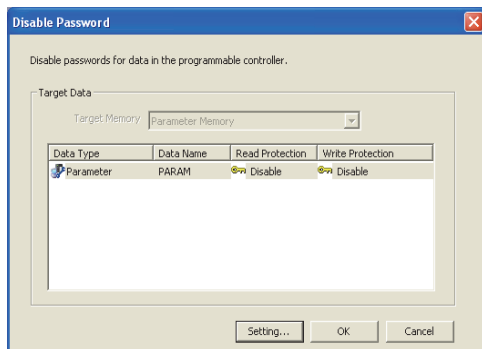 Disable Password
Disable passwords for data in the programmable controller.
Target Data
Target Memory Parameter Memory
Data Type Data Name Read Protection Write Protection
Parameter PARAM Disable Disable
Setting... OK Cancel